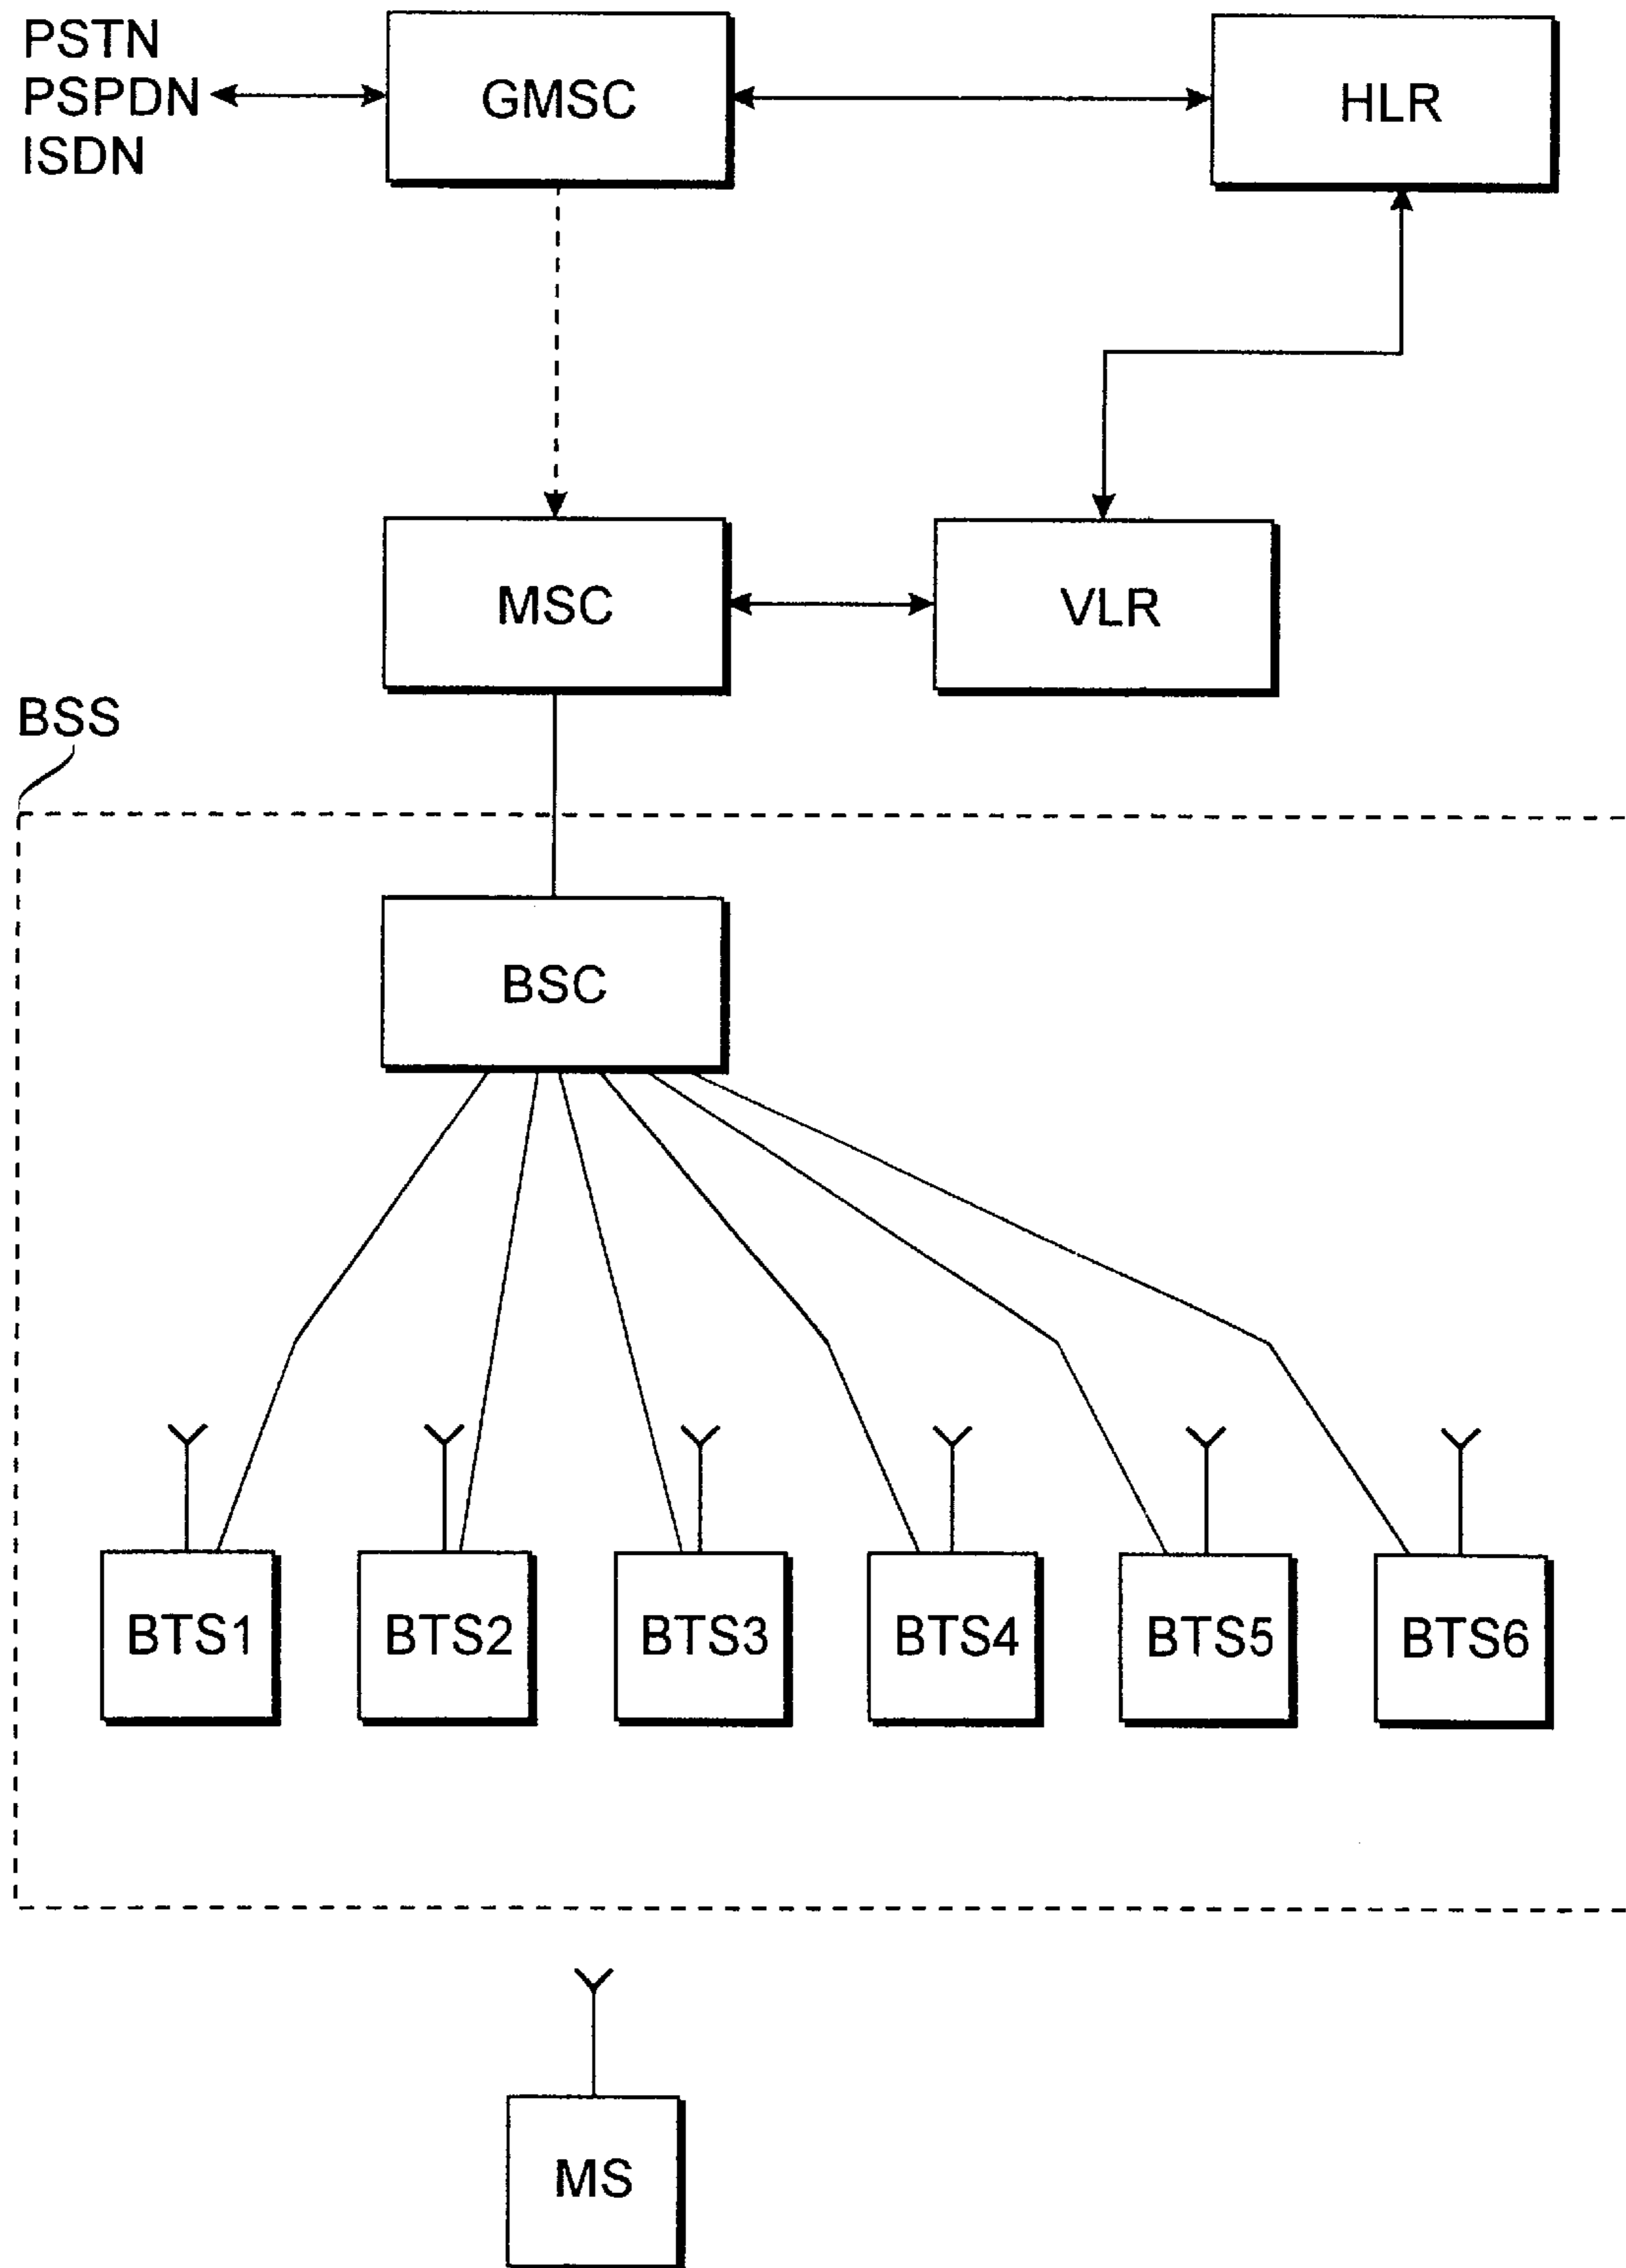 PSTN
PSPDN
ISDN
GMSC
HLR
MSC
VLR
BSS
BSC
BTS1
BTS2
BTS3
BTS4
BTS5
BTS6
MS